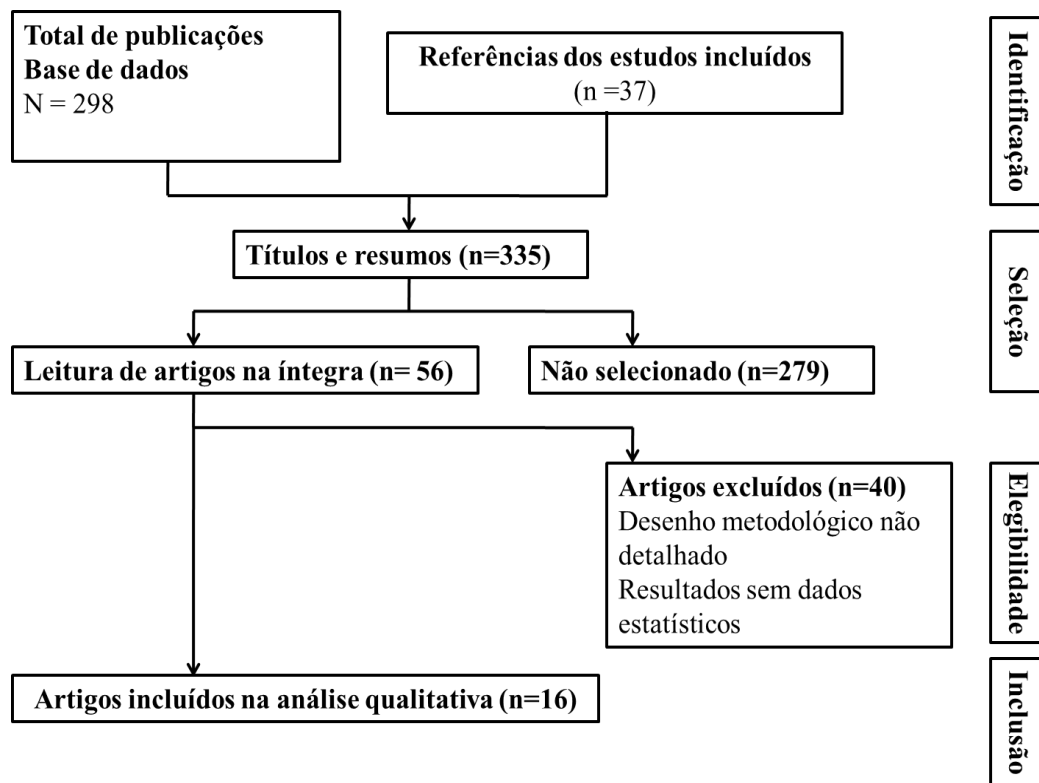 Total de publicações
Base de dados
N = 298
Referências dos estudos incluídos
(n =37)
Identificação
Títulos e resumos (n=335)
Seleção
Leitura de artigos na íntegra (n= 56)
Não selecionado (n=279)
Artigos excluídos (n=40)
Desenho metodológico não
detalhado
Resultados sem dados
estatísticos
Elegibilidade
Artigos incluídos na análise qualitativa (n=16)
Inclusão